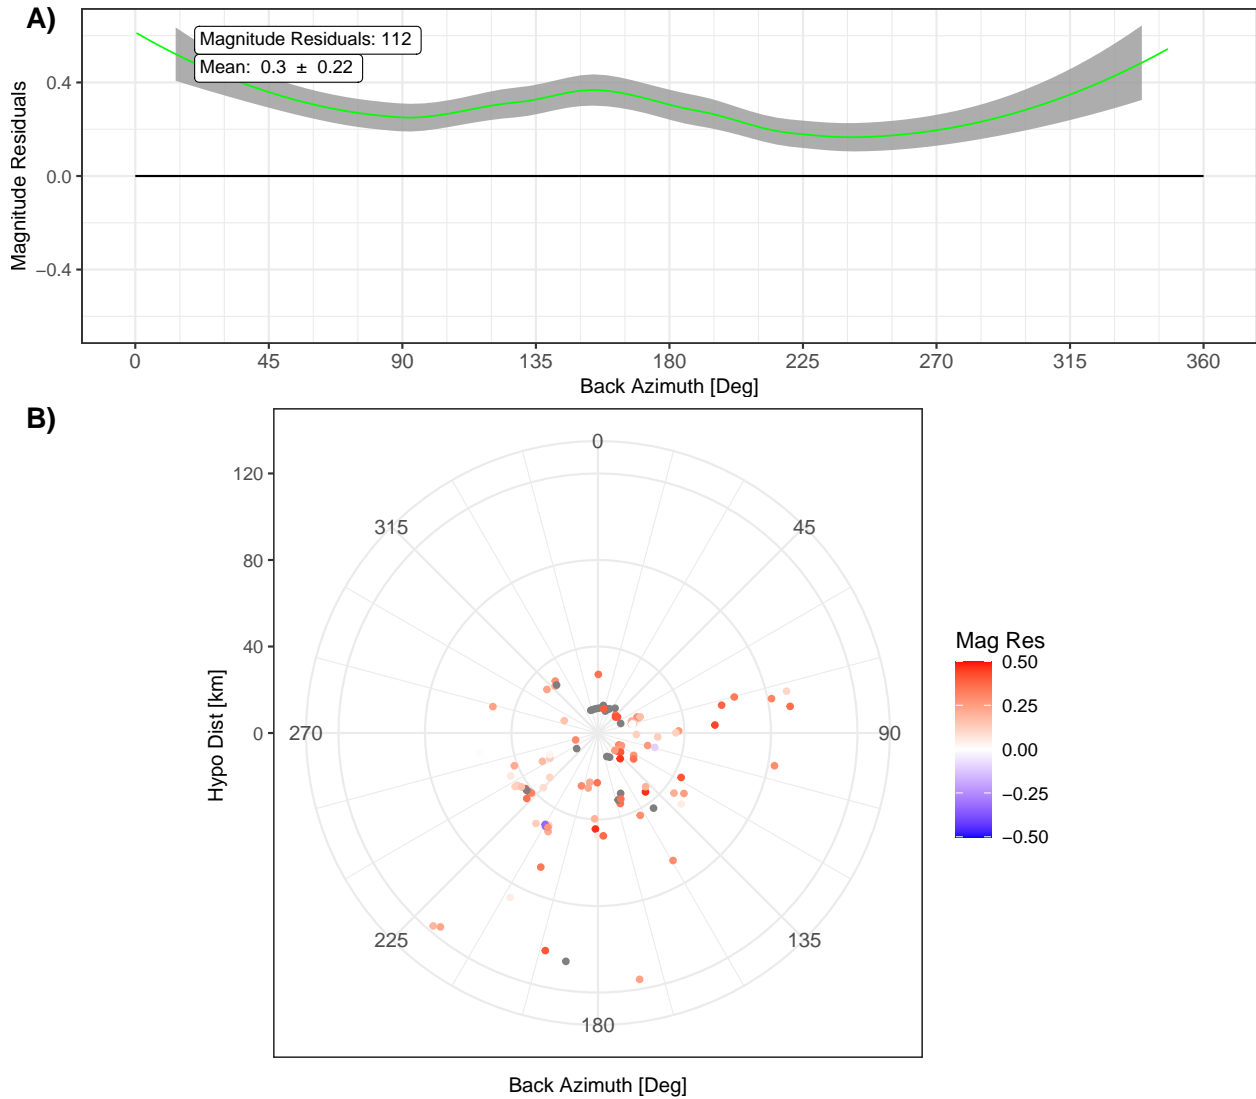 A)
Magnitude Residuals: 112
Mean: 0.3 ± 0.22
Magnitude Residuals
0.4
0.0
−0.4
0 45 90 135 180 225 270 315 360
Back Azimuth [Deg]
B)
Hypo Dist [km]
120
80
40
0
0
45
90
135
180
225
270
315
Back Azimuth [Deg]
Mag Res
0.50
0.25
0.00
−0.25
−0.50